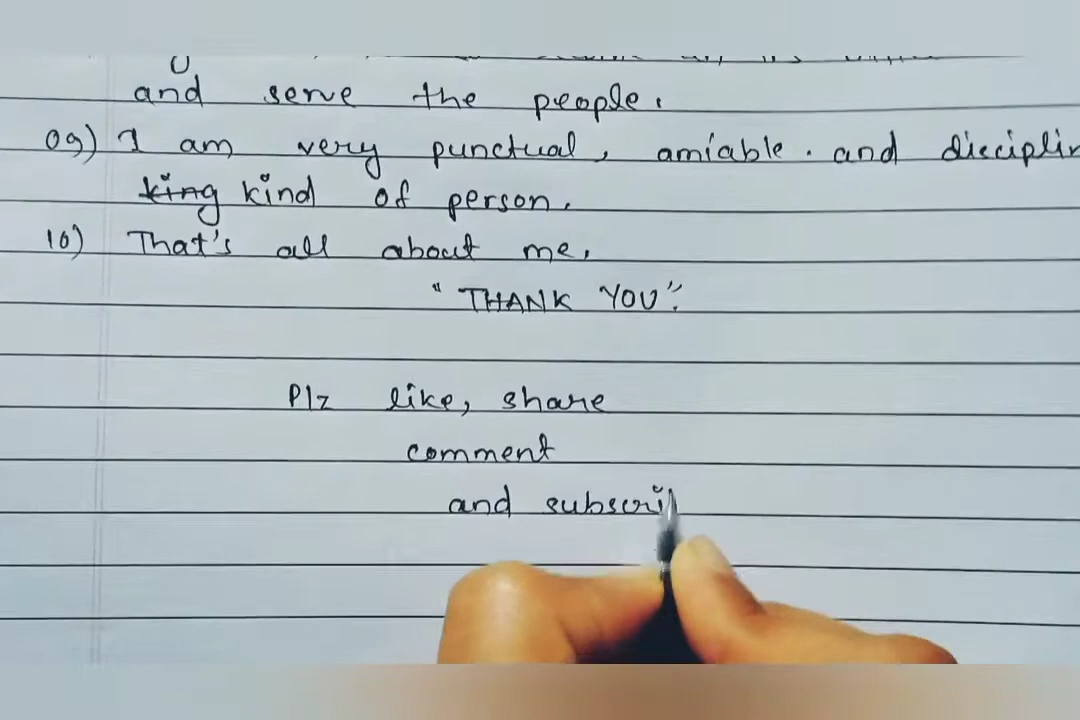 and serve the people.
09) I am very punctual, amiable. and disciplin
king kind of person.
10) That's all about me.
"THANK YOU".
Plz like, share
comment
and subscrib